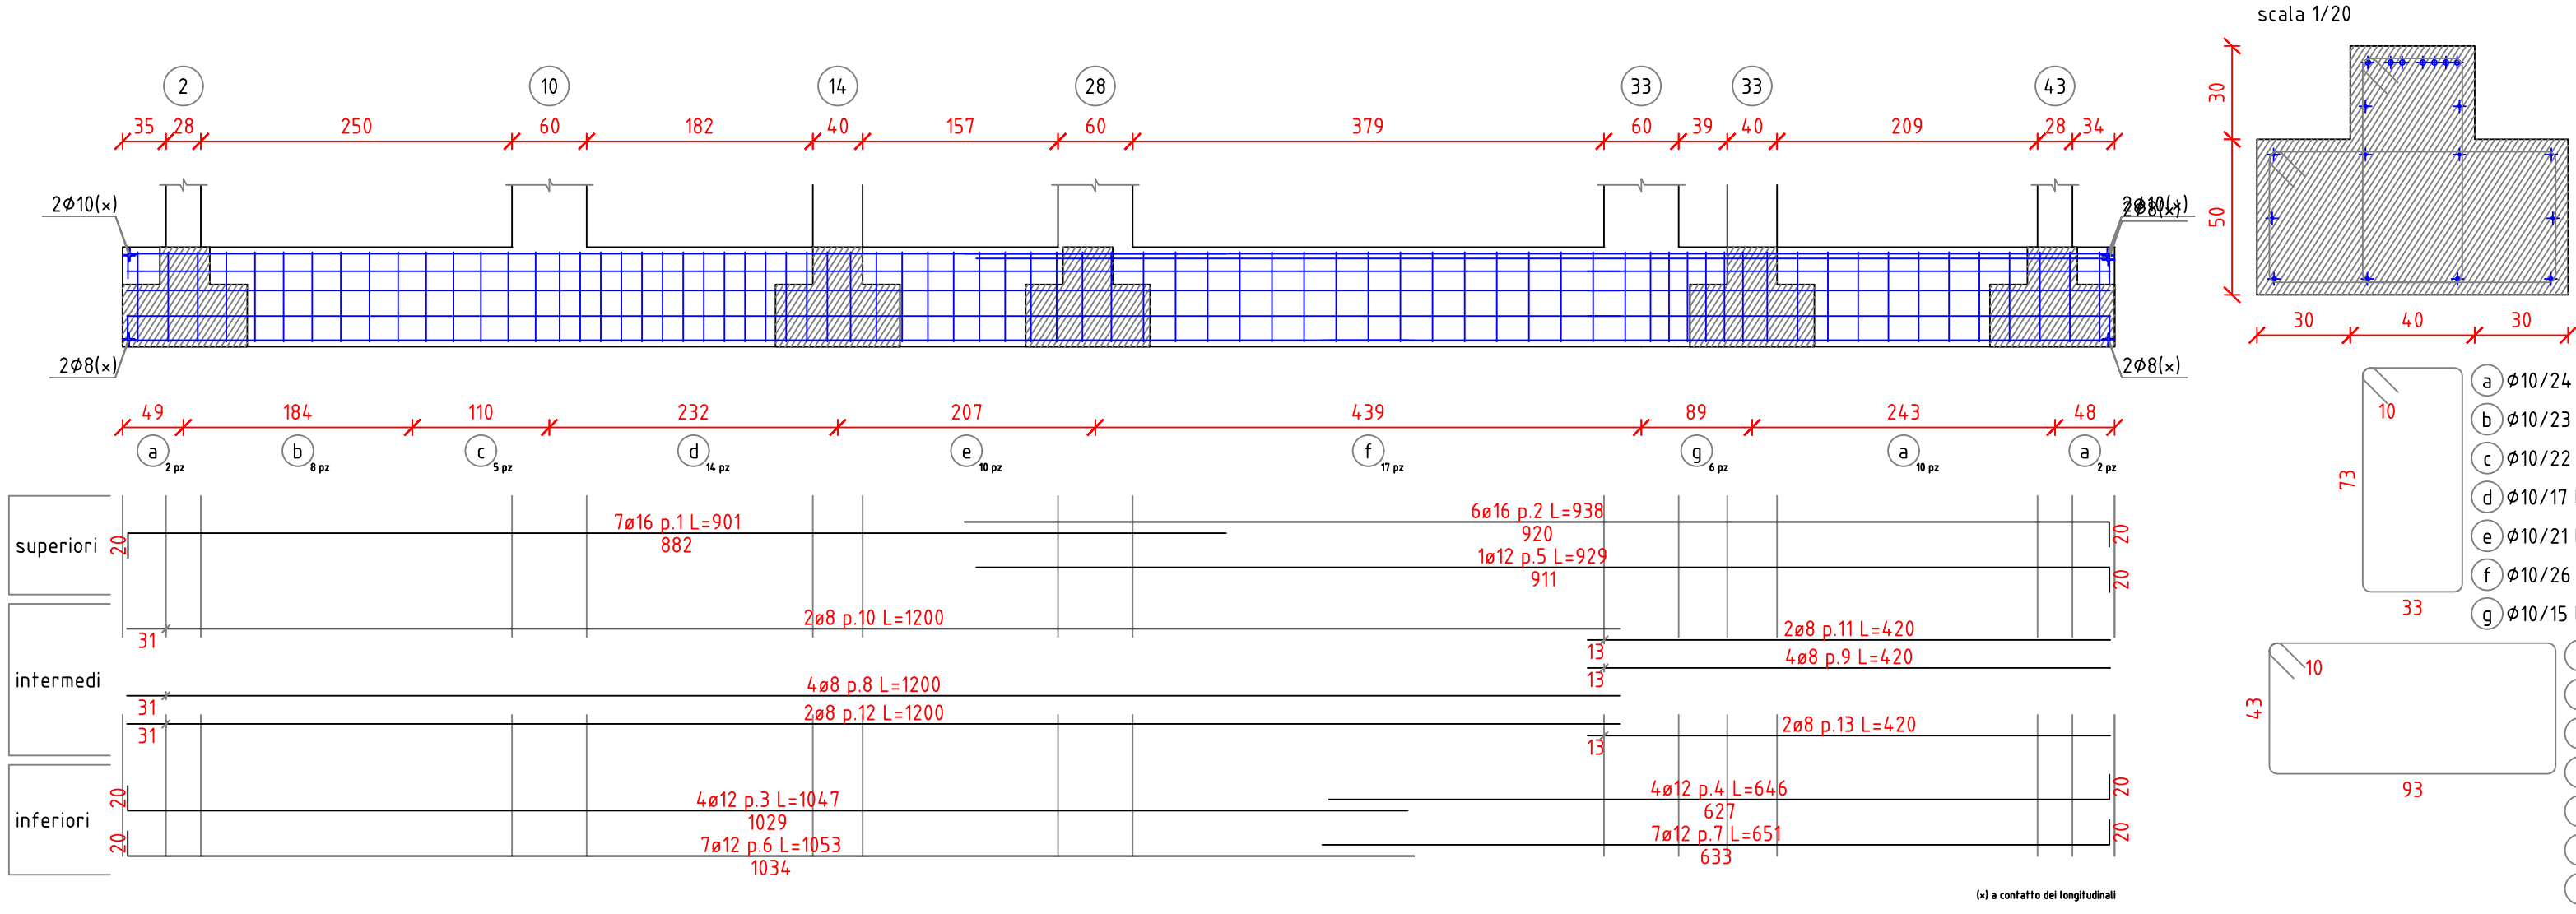 scala 1/20
2
10
14
28
33
33
43
35 28 250 60 182 40 157 60 379 60 39 40 209 28 34
2Ø10(×)
2Ø8(×)
2Ø10(×)
2Ø8(×)
2Ø8(×)
49 184 110 232 207 439 89 243 48
a 2 pz
b 8 pz
c 5 pz
d 14 pz
e 10 pz
f 17 pz
g 6 pz
a 10 pz
a 2 pz
superiori
20
7ø16 p.1 L=901
882
6ø16 p.2 L=938
920
20
1ø12 p.5 L=929
911
20
intermedi
2ø8 p.10 L=1200
31
2ø8 p.11 L=420
13
4ø8 p.9 L=420
13
4ø8 p.8 L=1200
31
2ø8 p.12 L=1200
31
2ø8 p.13 L=420
13
inferiori
20
4ø12 p.3 L=1047
1029
4ø12 p.4 L=646
627
20
20
7ø12 p.6 L=1053
1034
7ø12 p.7 L=651
633
20
(×) a contatto dei longitudinali
30
50
30 40 30
10
73
33
a Ø10/24
b Ø10/23
c Ø10/22
d Ø10/17
e Ø10/21
f Ø10/26
g Ø10/15
10
43
93